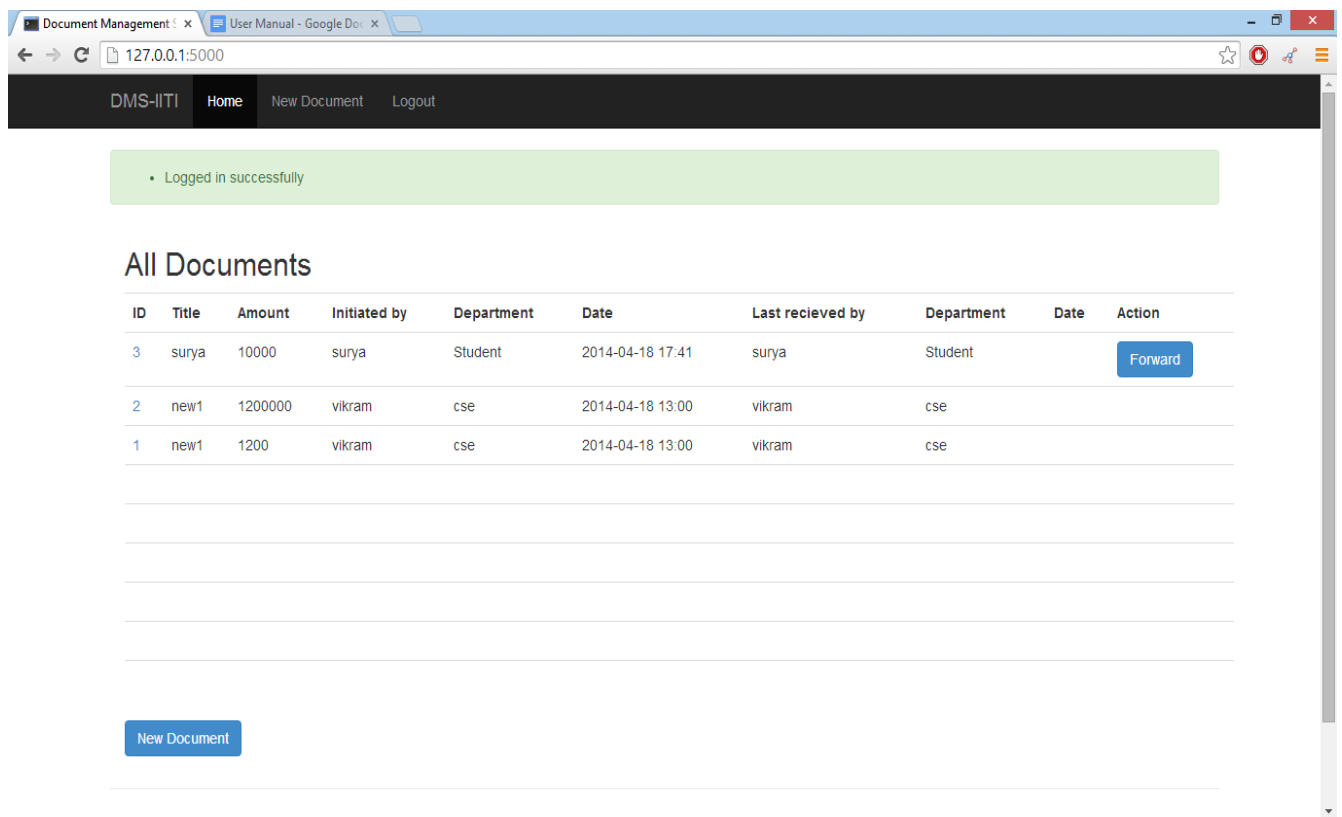 Document Management S
User Manual - Google Doc
127.0.0.1:5000
DMS-IITI Home New Document Logout
• Logged in successfully
All Documents
ID Title Amount Initiated by Department Date Last recieved by Department Date Action
3 surya 10000 surya Student 2014-04-18 17:41 surya Student Forward
2 new1 1200000 vikram cse 2014-04-18 13:00 vikram cse
1 new1 1200 vikram cse 2014-04-18 13:00 vikram cse
New Document